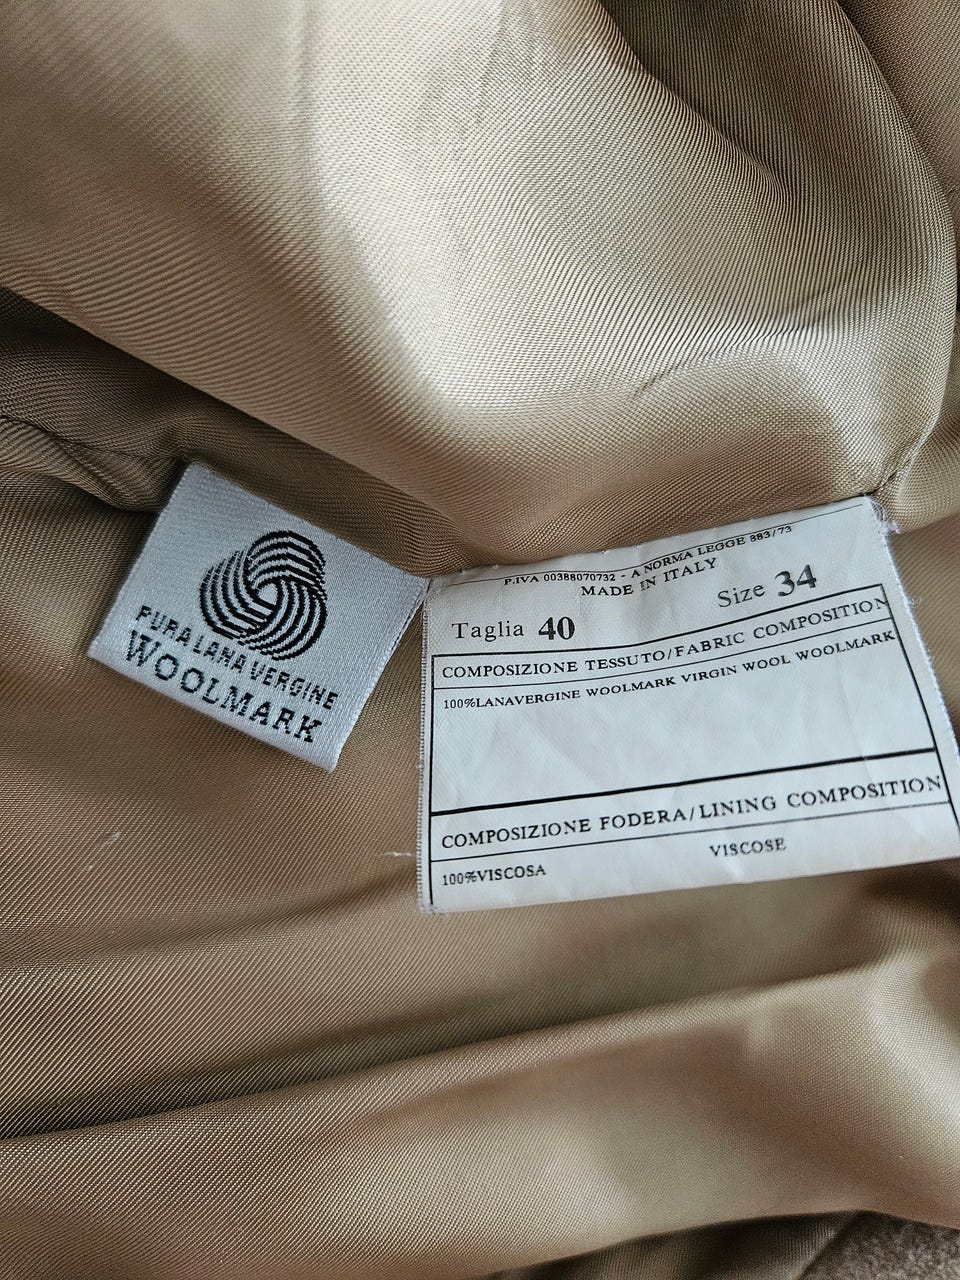 PURA LANA VERGINE
WOOLMARK
P.IVA 00388070732 - A NORMA LEGGE 883/73
MADE IN ITALY
Taglia 40 Size 34
COMPOSIZIONE TESSUTO/FABRIC COMPOSITION
100%LANAVERGINE WOOLMARK VIRGIN WOOL WOOLMARK
COMPOSIZIONE FODERA/LINING COMPOSITION
100%VISCOSA VISCOSE